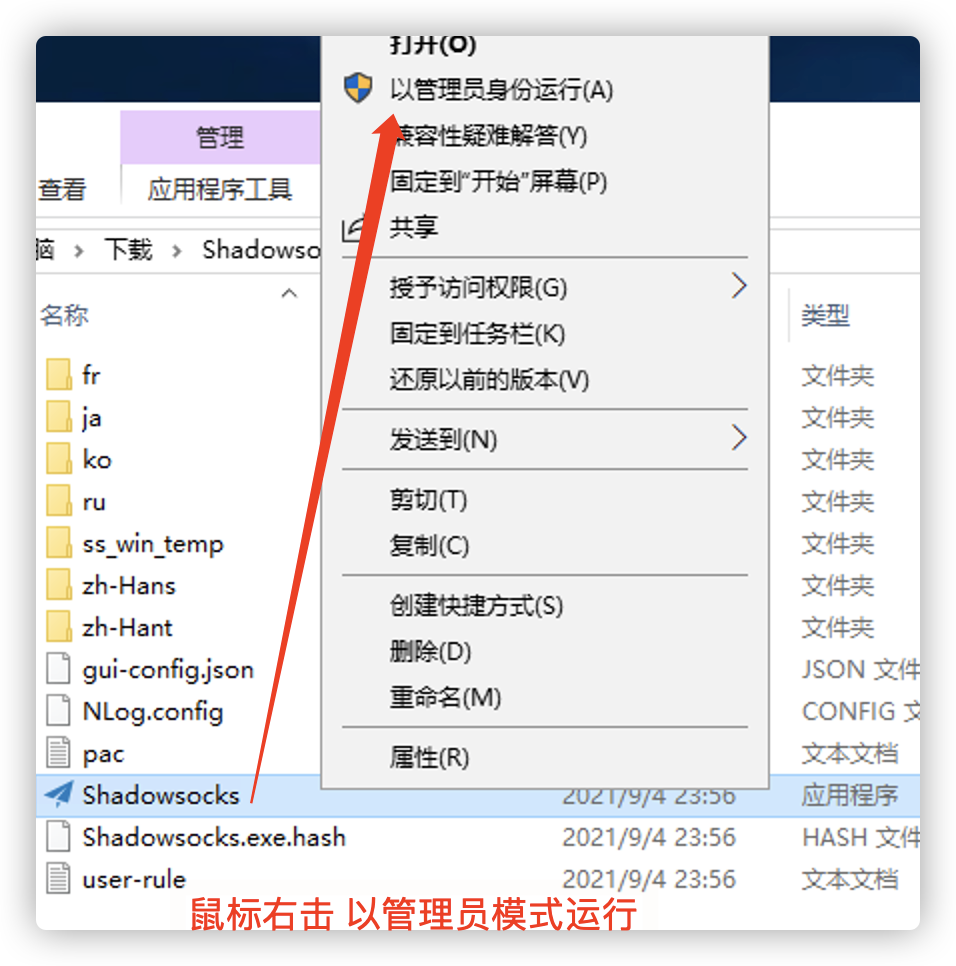 打开(O)
以管理员身份运行(A)
管理
兼容性疑难解答(Y)
查看
应用程序工具
固定到"开始"屏幕(P)
共享
脑 › 下载 › Shadowso
授予访问权限(G)
名称
类型
固定到任务栏(K)
还原以前的版本(V)
fr 文件夹
ja 文件夹
发送到(N)
ko 文件夹
ru 文件夹
剪切(T)
ss_win_temp 文件夹
复制(C)
zh-Hans 文件夹
创建快捷方式(S)
zh-Hant 文件夹
删除(D)
gui-config.json JSON 文件
重命名(M)
NLog.config CONFIG 文
pac 文本文档
属性(R)
Shadowsocks 2021/9/4 23:56 应用程序
Shadowsocks.exe.hash 2021/9/4 23:56 HASH 文件
user-rule 2021/9/4 23:56 文本文档
鼠标右击 以管理员模式运行